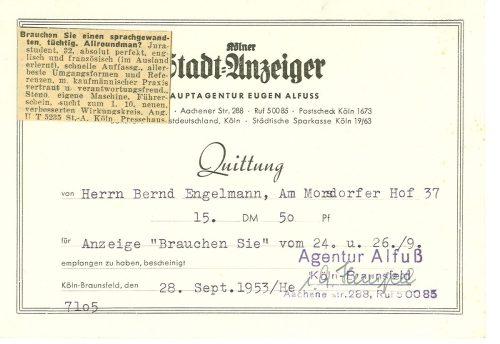 Brauchen Sie einen sprachgewand-
ten, tüchtig. Allroundman? Jura-
student, 32, absolut perfekt, eng-
lisch und französisch (im Ausland
erlernt), schnelle Auffassg., aller-
beste Umgangsformen und Refe-
renzen, m. kaufmännischer Praxis
vertraut u. verantwortungsfreud.,
Steno, eigene Maschine, Führer-
schein, sucht zum 1. 10. neuen,
verbesserten Wirkungskreis. Ang.
U T 5235 St.-A. Köln, Pressehaus.
Kölner
Stadt-Anzeiger
HAUPTAGENTUR EUGEN ALFUSS
Aachener Str. 288 · Ruf 50085 · Postscheck Köln 1673
stdeutschland, Köln · Städtische Sparkasse Köln 19/63
Quittung
von Herrn Bernd Engelmann, Am Morsdorfer Hof 37
15. DM 50 Pf
für Anzeige "Brauchen Sie" vom 24. u. 26./9.
empfangen zu haben, bescheinigt
Agentur Alfuß
Köln-Braunsfeld
Köln-Braunsfeld, den 28. Sept.1953/He
Aachene str.288, Ruf 50085
7105